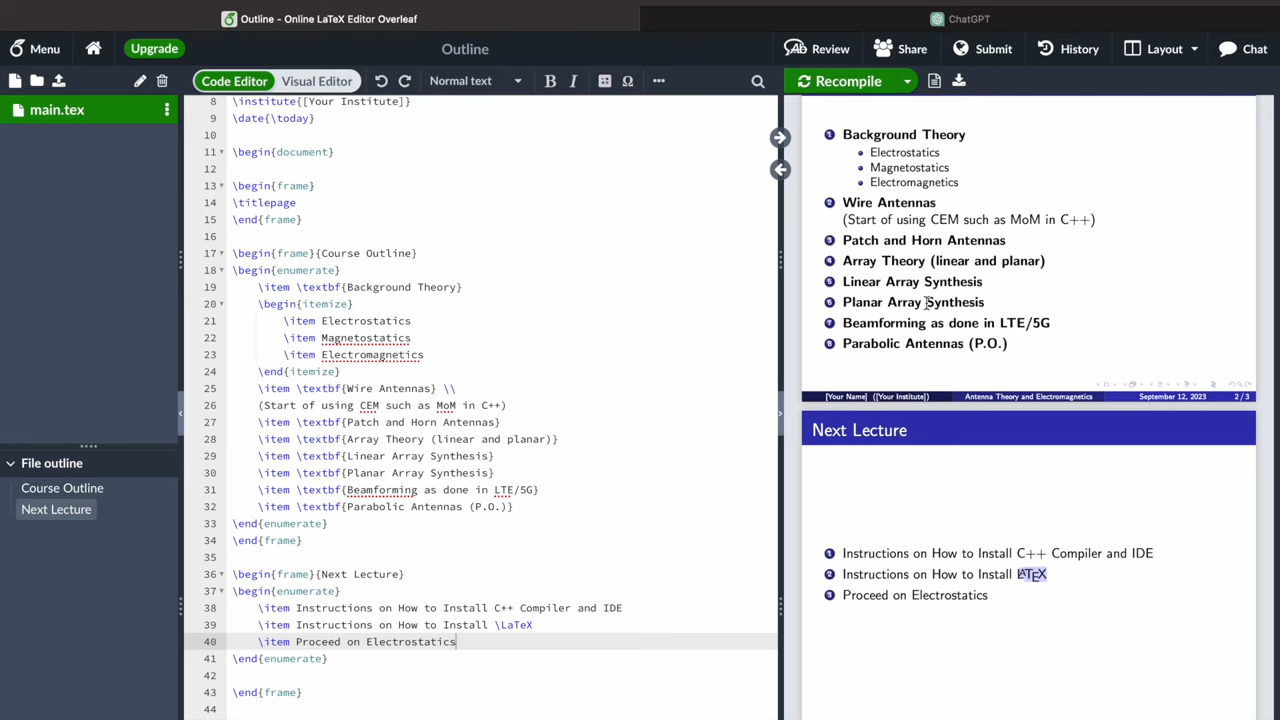 Outline - Online LaTeX Editor Overleaf
ChatGPT
Menu
Upgrade
Outline
Review
Share
Submit
History
Layout
Chat
Code Editor
Visual Editor
Normal text
B
I
Ω
Recompile
main.tex
File outline
Course Outline
Next Lecture
8 \institute{[Your Institute]}
9 \date{\today}
10
11 \begin{document}
12
13 \begin{frame}
14 \titlepage
15 \end{frame}
16
17 \begin{frame}{Course Outline}
18 \begin{enumerate}
19 \item \textbf{Background Theory}
20 \begin{itemize}
21 \item Electrostatics
22 \item Magnetostatics
23 \item Electromagnetics
24 \end{itemize}
25 \item \textbf{Wire Antennas} \\
26 (Start of using CEM such as MoM in C++)
27 \item \textbf{Patch and Horn Antennas}
28 \item \textbf{Array Theory (linear and planar)}
29 \item \textbf{Linear Array Synthesis}
30 \item \textbf{Planar Array Synthesis}
31 \item \textbf{Beamforming as done in LTE/5G}
32 \item \textbf{Parabolic Antennas (P.O.)}
33 \end{enumerate}
34 \end{frame}
35
36 \begin{frame}{Next Lecture}
37 \begin{enumerate}
38 \item Instructions on How to Install C++ Compiler and IDE
39 \item Instructions on How to Install \LaTeX
40 \item Proceed on Electrostatics
41 \end{enumerate}
42
43 \end{frame}
44
1 Background Theory
Electrostatics
Magnetostatics
Electromagnetics
2 Wire Antennas
(Start of using CEM such as MoM in C++)
3 Patch and Horn Antennas
4 Array Theory (linear and planar)
5 Linear Array Synthesis
6 Planar Array Synthesis
7 Beamforming as done in LTE/5G
8 Parabolic Antennas (P.O.)
[Your Name] ([Your Institute]) Antenna Theory and Electromagnetics September 12, 2023 2 / 3
Next Lecture
1 Instructions on How to Install C++ Compiler and IDE
2 Instructions on How to Install LATEX
3 Proceed on Electrostatics